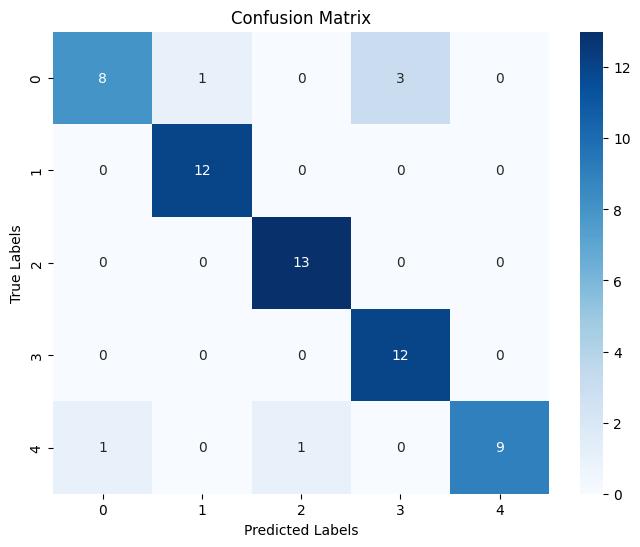 Confusion Matrix
True Labels
0 8 1 0 3 0
1 0 12 0 0 0
2 0 0 13 0 0
3 0 0 0 12 0
4 1 0 1 0 9
0 1 2 3 4
Predicted Labels
12
10
8
6
4
2
0